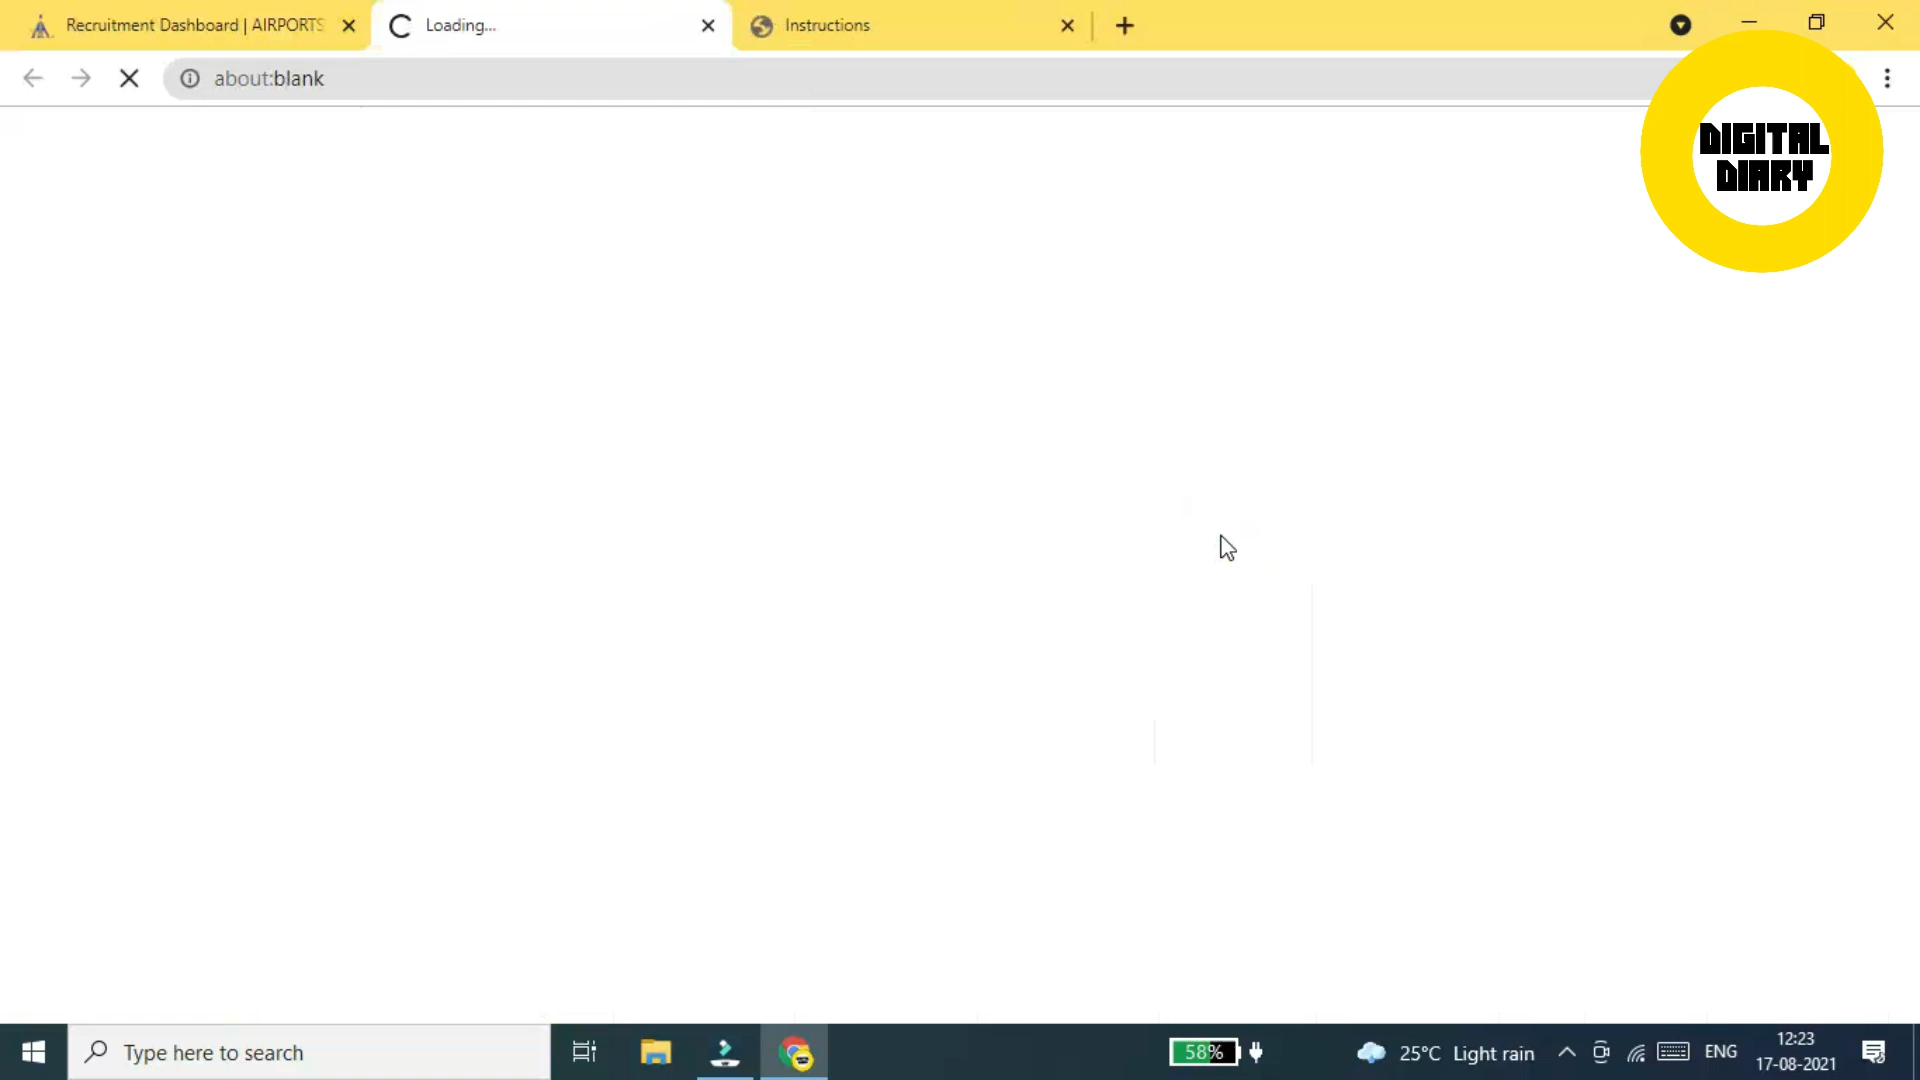 Recruitment Dashboard | AIRPORTS
Loading...
Instructions
about:blank
DIGITAL
DIARY
Type here to search
58%
25°C Light rain
ENG
12:23
17-08-2021